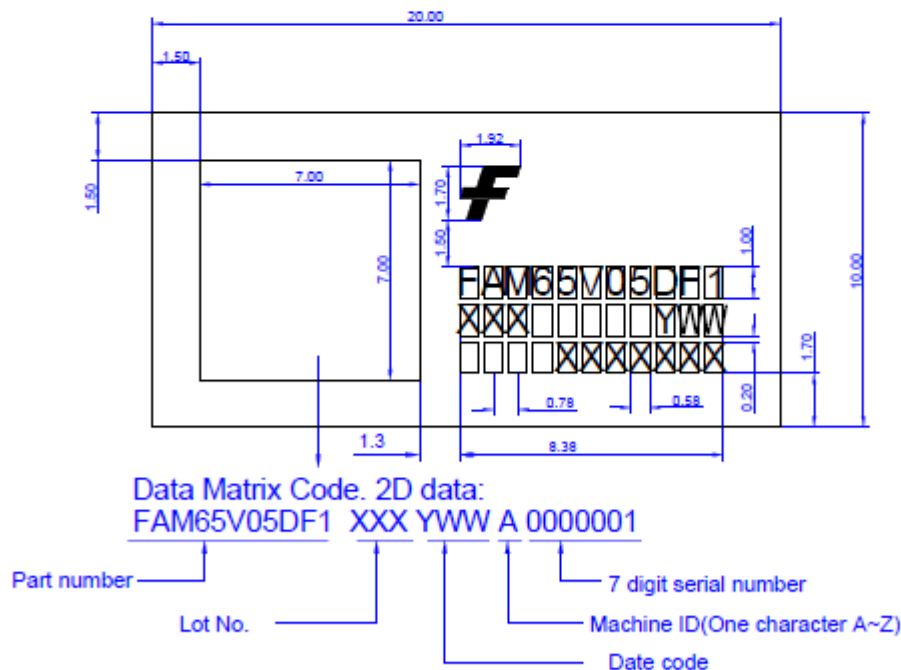 20.00
1.50
1.92
1.50
7.00
1.70
7.00
1.50
1.00
10.00
FAM65V05DF1
XXX YWW
XXXXXXX
1.70
0.20
0.78
0.58
1.3
8.38
Data Matrix Code. 2D data:
FAM65V05DF1 XXX YWW A 0000001
Part number
7 digit serial number
Lot No.
Machine ID(One character A~Z)
Date code